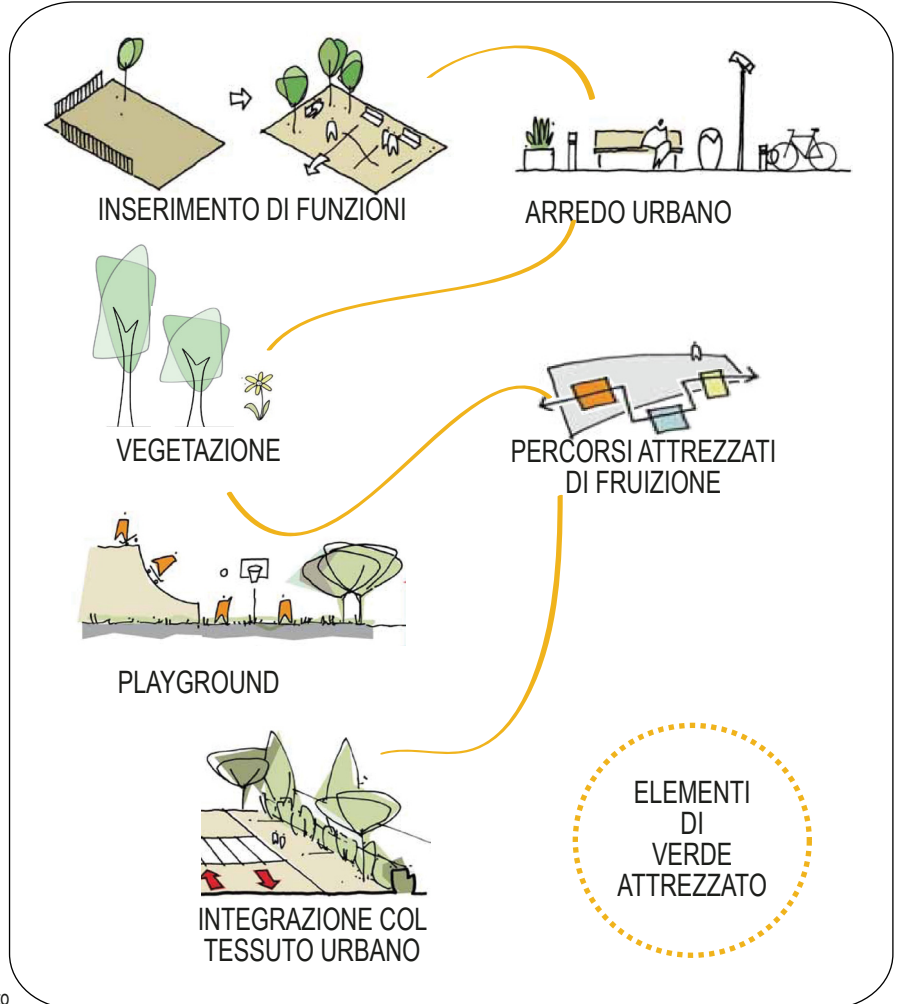 INSERIMENTO DI FUNZIONI
ARREDO URBANO
VEGETAZIONE
PERCORSI ATTREZZATI
DI FRUIZIONE
PLAYGROUND
INTEGRAZIONE COL
TESSUTO URBANO
ELEMENTI
DI
VERDE
ATTREZZATO